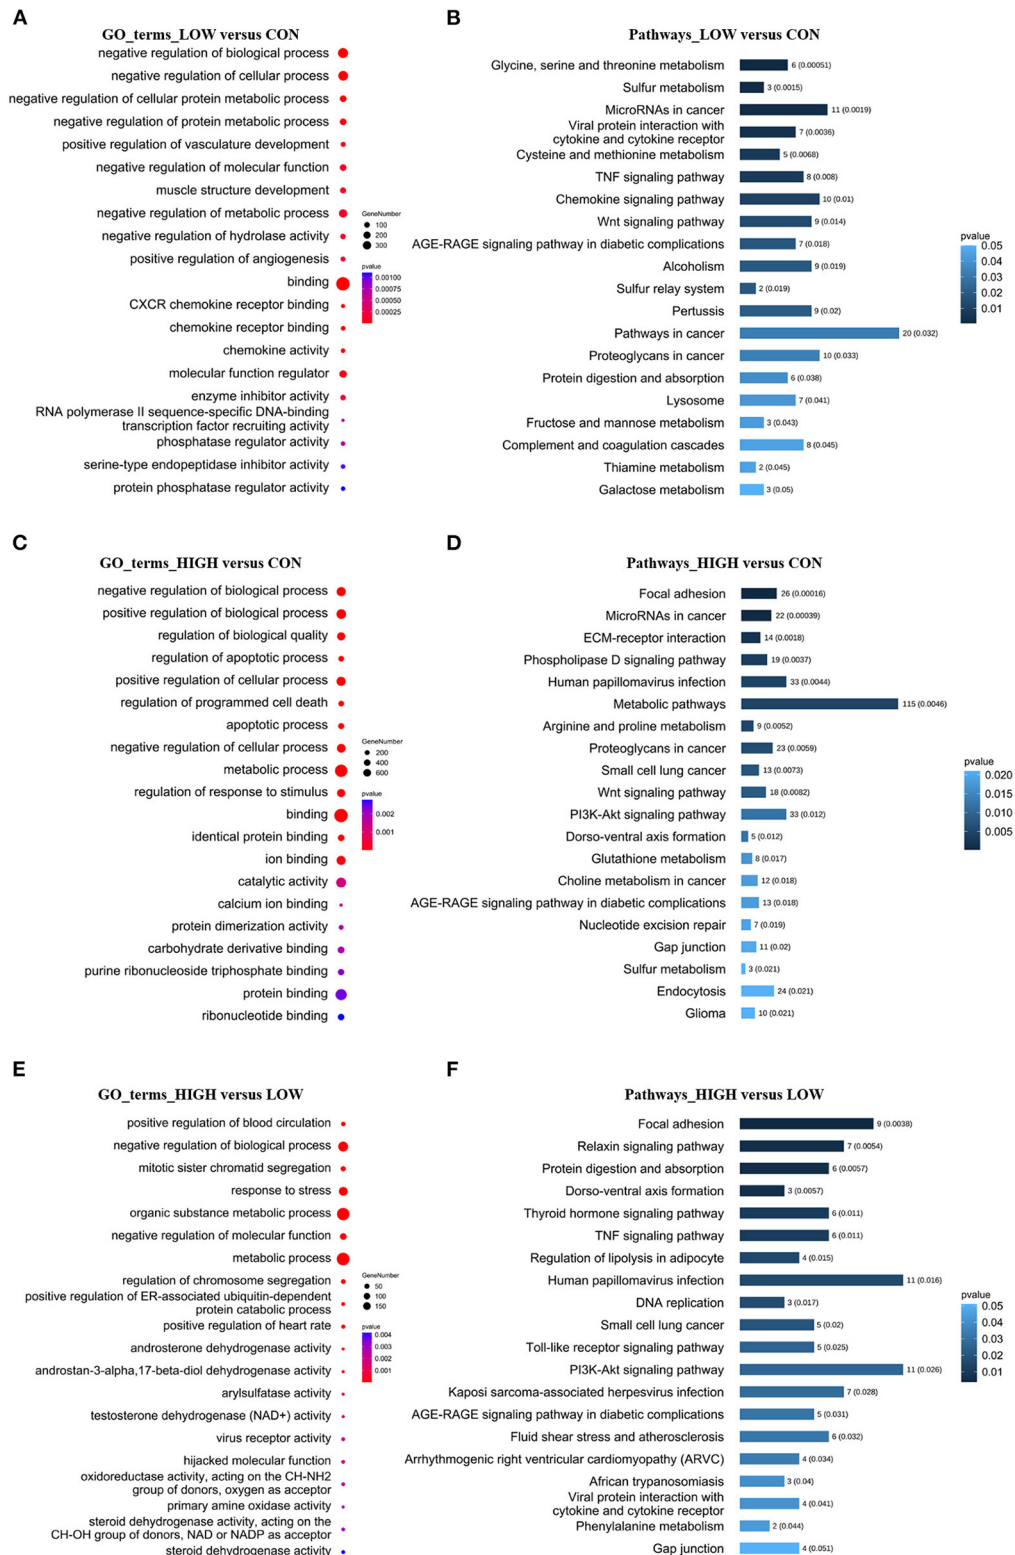 A
GO_terms_LOW versus CON
negative regulation of biological process
negative regulation of cellular process
negative regulation of cellular protein metabolic process
negative regulation of protein metabolic process
positive regulation of vasculature development
negative regulation of molecular function
muscle structure development
negative regulation of metabolic process
negative regulation of hydrolase activity
positive regulation of angiogenesis
binding
CXCR chemokine receptor binding
chemokine receptor binding
chemokine activity
molecular function regulator
enzyme inhibitor activity
RNA polymerase II sequence-specific DNA-binding
transcription factor recruiting activity
phosphatase regulator activity
serine-type endopeptidase inhibitor activity
protein phosphatase regulator activity
GeneNumber
100
200
300
pvalue
0.00100
0.00075
0.00050
0.00025
B
Pathways_LOW versus CON
Glycine, serine and threonine metabolism 6 (0.00051)
Sulfur metabolism 3 (0.0015)
MicroRNAs in cancer 11 (0.0019)
Viral protein interaction with
cytokine and cytokine receptor 7 (0.0036)
Cysteine and methionine metabolism 5 (0.0068)
TNF signaling pathway 8 (0.008)
Chemokine signaling pathway 10 (0.01)
Wnt signaling pathway 9 (0.014)
AGE-RAGE signaling pathway in diabetic complications 7 (0.018)
Alcoholism 9 (0.019)
Sulfur relay system 2 (0.019)
Pertussis 9 (0.02)
Pathways in cancer 20 (0.032)
Proteoglycans in cancer 10 (0.033)
Protein digestion and absorption 6 (0.038)
Lysosome 7 (0.041)
Fructose and mannose metabolism 3 (0.043)
Complement and coagulation cascades 8 (0.045)
Thiamine metabolism 2 (0.045)
Galactose metabolism 3 (0.05)
pvalue
0.05
0.04
0.03
0.02
0.01
C
GO_terms_HIGH versus CON
negative regulation of biological process
positive regulation of biological process
regulation of biological quality
regulation of apoptotic process
positive regulation of cellular process
regulation of programmed cell death
apoptotic process
negative regulation of cellular process
metabolic process
regulation of response to stimulus
binding
identical protein binding
ion binding
catalytic activity
calcium ion binding
protein dimerization activity
carbohydrate derivative binding
purine ribonucleoside triphosphate binding
protein binding
ribonucleotide binding
GeneNumber
200
400
600
pvalue
0.002
0.001
D
Pathways_HIGH versus CON
Focal adhesion 26 (0.00016)
MicroRNAs in cancer 22 (0.00039)
ECM-receptor interaction 14 (0.0018)
Phospholipase D signaling pathway 19 (0.0037)
Human papillomavirus infection 33 (0.0044)
Metabolic pathways 115 (0.0046)
Arginine and proline metabolism 9 (0.0052)
Proteoglycans in cancer 23 (0.0059)
Small cell lung cancer 13 (0.0073)
Wnt signaling pathway 18 (0.0082)
PI3K-Akt signaling pathway 33 (0.012)
Dorso-ventral axis formation 5 (0.012)
Glutathione metabolism 8 (0.017)
Choline metabolism in cancer 12 (0.018)
AGE-RAGE signaling pathway in diabetic complications 13 (0.018)
Nucleotide excision repair 7 (0.019)
Gap junction 11 (0.02)
Sulfur metabolism 3 (0.021)
Endocytosis 24 (0.021)
Glioma 10 (0.021)
pvalue
0.020
0.015
0.010
0.005
E
GO_terms_HIGH versus LOW
positive regulation of blood circulation
negative regulation of biological process
mitotic sister chromatid segregation
response to stress
organic substance metabolic process
negative regulation of molecular function
metabolic process
regulation of chromosome segregation
positive regulation of ER-associated ubiquitin-dependent
protein catabolic process
positive regulation of heart rate
androsterone dehydrogenase activity
androstan-3-alpha,17-beta-diol dehydrogenase activity
arylsulfatase activity
testosterone dehydrogenase (NAD+) activity
virus receptor activity
hijacked molecular function
oxidoreductase activity, acting on the CH-NH2
group of donors, oxygen as acceptor
primary amine oxidase activity
steroid dehydrogenase activity, acting on the
CH-OH group of donors, NAD or NADP as acceptor
steroid dehydrogenase activity
GeneNumber
50
100
150
pvalue
0.004
0.003
0.002
0.001
F
Pathways_HIGH versus LOW
Focal adhesion 9 (0.0038)
Relaxin signaling pathway 7 (0.0054)
Protein digestion and absorption 6 (0.0057)
Dorso-ventral axis formation 3 (0.0057)
Thyroid hormone signaling pathway 6 (0.011)
TNF signaling pathway 6 (0.011)
Regulation of lipolysis in adipocyte 4 (0.015)
Human papillomavirus infection 11 (0.016)
DNA replication 3 (0.017)
Small cell lung cancer 5 (0.02)
Toll-like receptor signaling pathway 5 (0.025)
PI3K-Akt signaling pathway 11 (0.026)
Kaposi sarcoma-associated herpesvirus infection 7 (0.028)
AGE-RAGE signaling pathway in diabetic complications 5 (0.031)
Fluid shear stress and atherosclerosis 6 (0.032)
Arrhythmogenic right ventricular cardiomyopathy (ARVC) 4 (0.034)
African trypanosomiasis 3 (0.04)
Viral protein interaction with
cytokine and cytokine receptor 4 (0.041)
Phenylalanine metabolism 2 (0.044)
Gap junction 4 (0.051)
pvalue
0.05
0.04
0.03
0.02
0.01